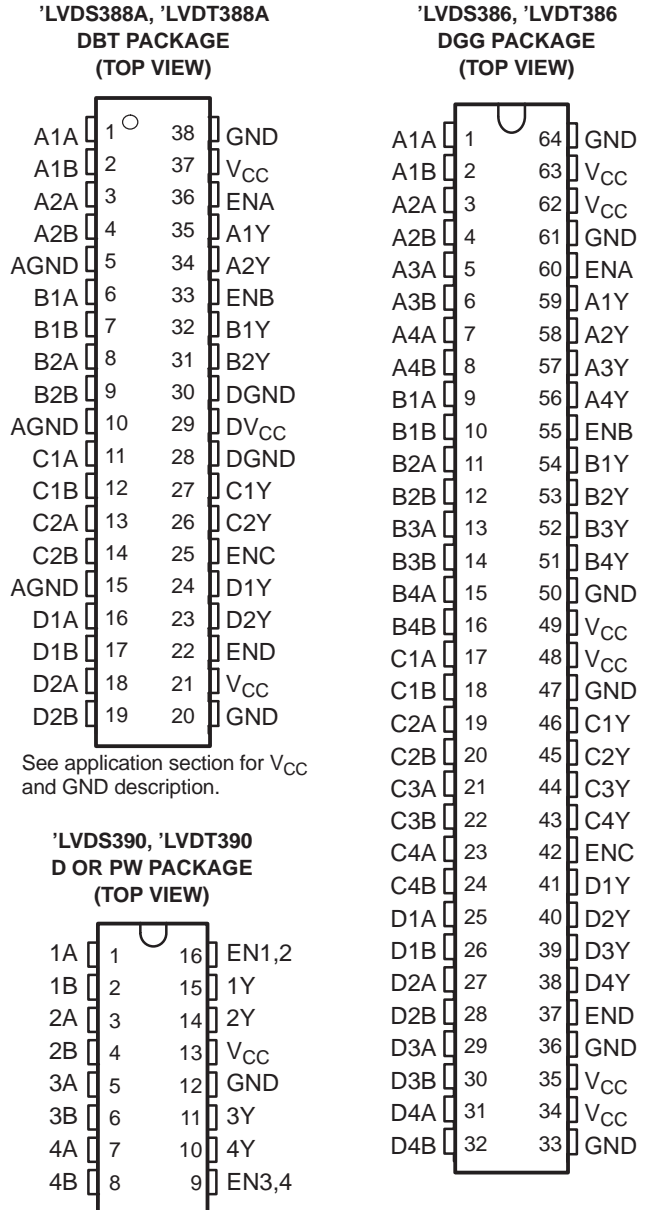 'LVDS388A, 'LVDT388A
DBT PACKAGE
(TOP VIEW)
A1A 1 38 GND
A1B 2 37 VCC
A2A 3 36 ENA
A2B 4 35 A1Y
AGND 5 34 A2Y
B1A 6 33 ENB
B1B 7 32 B1Y
B2A 8 31 B2Y
B2B 9 30 DGND
AGND 10 29 DVCC
C1A 11 28 DGND
C1B 12 27 C1Y
C2A 13 26 C2Y
C2B 14 25 ENC
AGND 15 24 D1Y
D1A 16 23 D2Y
D1B 17 22 END
D2A 18 21 VCC
D2B 19 20 GND
See application section for VCC
and GND description.
'LVDS390, 'LVDT390
D OR PW PACKAGE
(TOP VIEW)
1A 1 16 EN1,2
1B 2 15 1Y
2A 3 14 2Y
2B 4 13 VCC
3A 5 12 GND
3B 6 11 3Y
4A 7 10 4Y
4B 8 9 EN3,4
'LVDS386, 'LVDT386
DGG PACKAGE
(TOP VIEW)
A1A 1 64 GND
A1B 2 63 VCC
A2A 3 62 VCC
A2B 4 61 GND
A3A 5 60 ENA
A3B 6 59 A1Y
A4A 7 58 A2Y
A4B 8 57 A3Y
B1A 9 56 A4Y
B1B 10 55 ENB
B2A 11 54 B1Y
B2B 12 53 B2Y
B3A 13 52 B3Y
B3B 14 51 B4Y
B4A 15 50 GND
B4B 16 49 VCC
C1A 17 48 VCC
C1B 18 47 GND
C2A 19 46 C1Y
C2B 20 45 C2Y
C3A 21 44 C3Y
C3B 22 43 C4Y
C4A 23 42 ENC
C4B 24 41 D1Y
D1A 25 40 D2Y
D1B 26 39 D3Y
D2A 27 38 D4Y
D2B 28 37 END
D3A 29 36 GND
D3B 30 35 VCC
D4A 31 34 VCC
D4B 32 33 GND